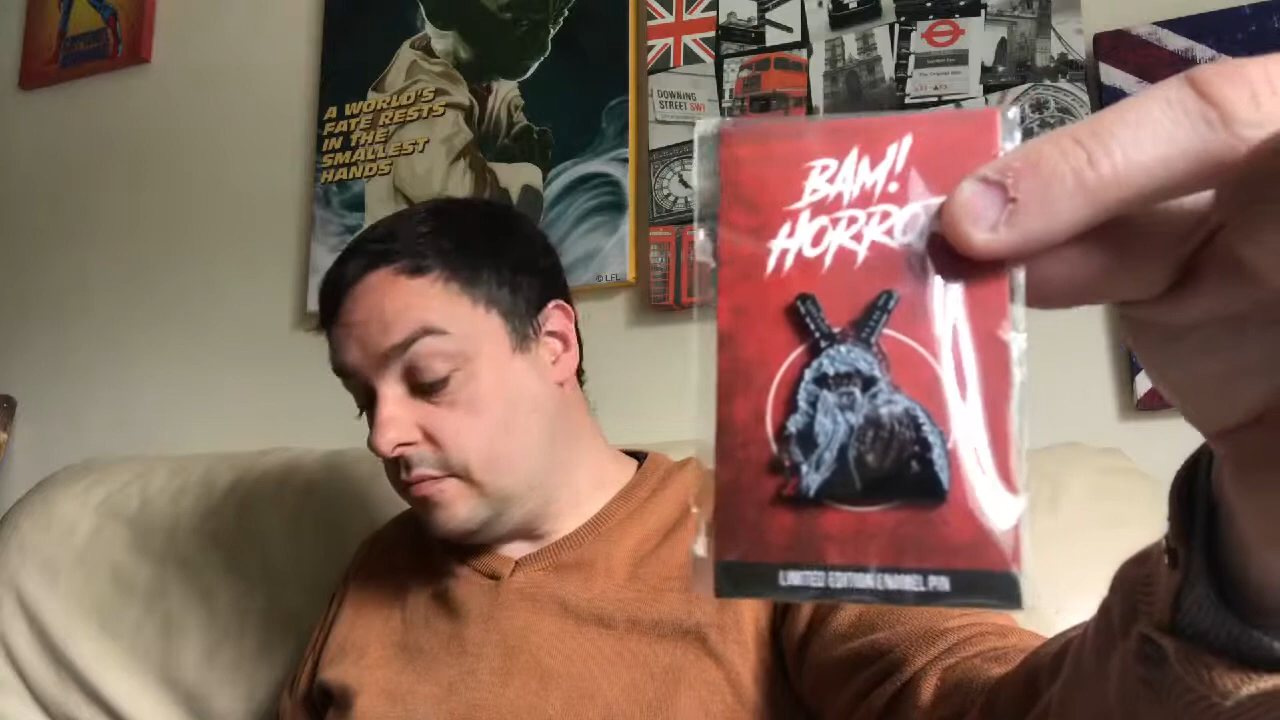 A WORLD'S
FATE RESTS
IN THE
SMALLEST
HANDS
© LFL
DOWNING
STREET SW1
BAM!
HORRO
LIMITED EDITION ENAMEL PIN